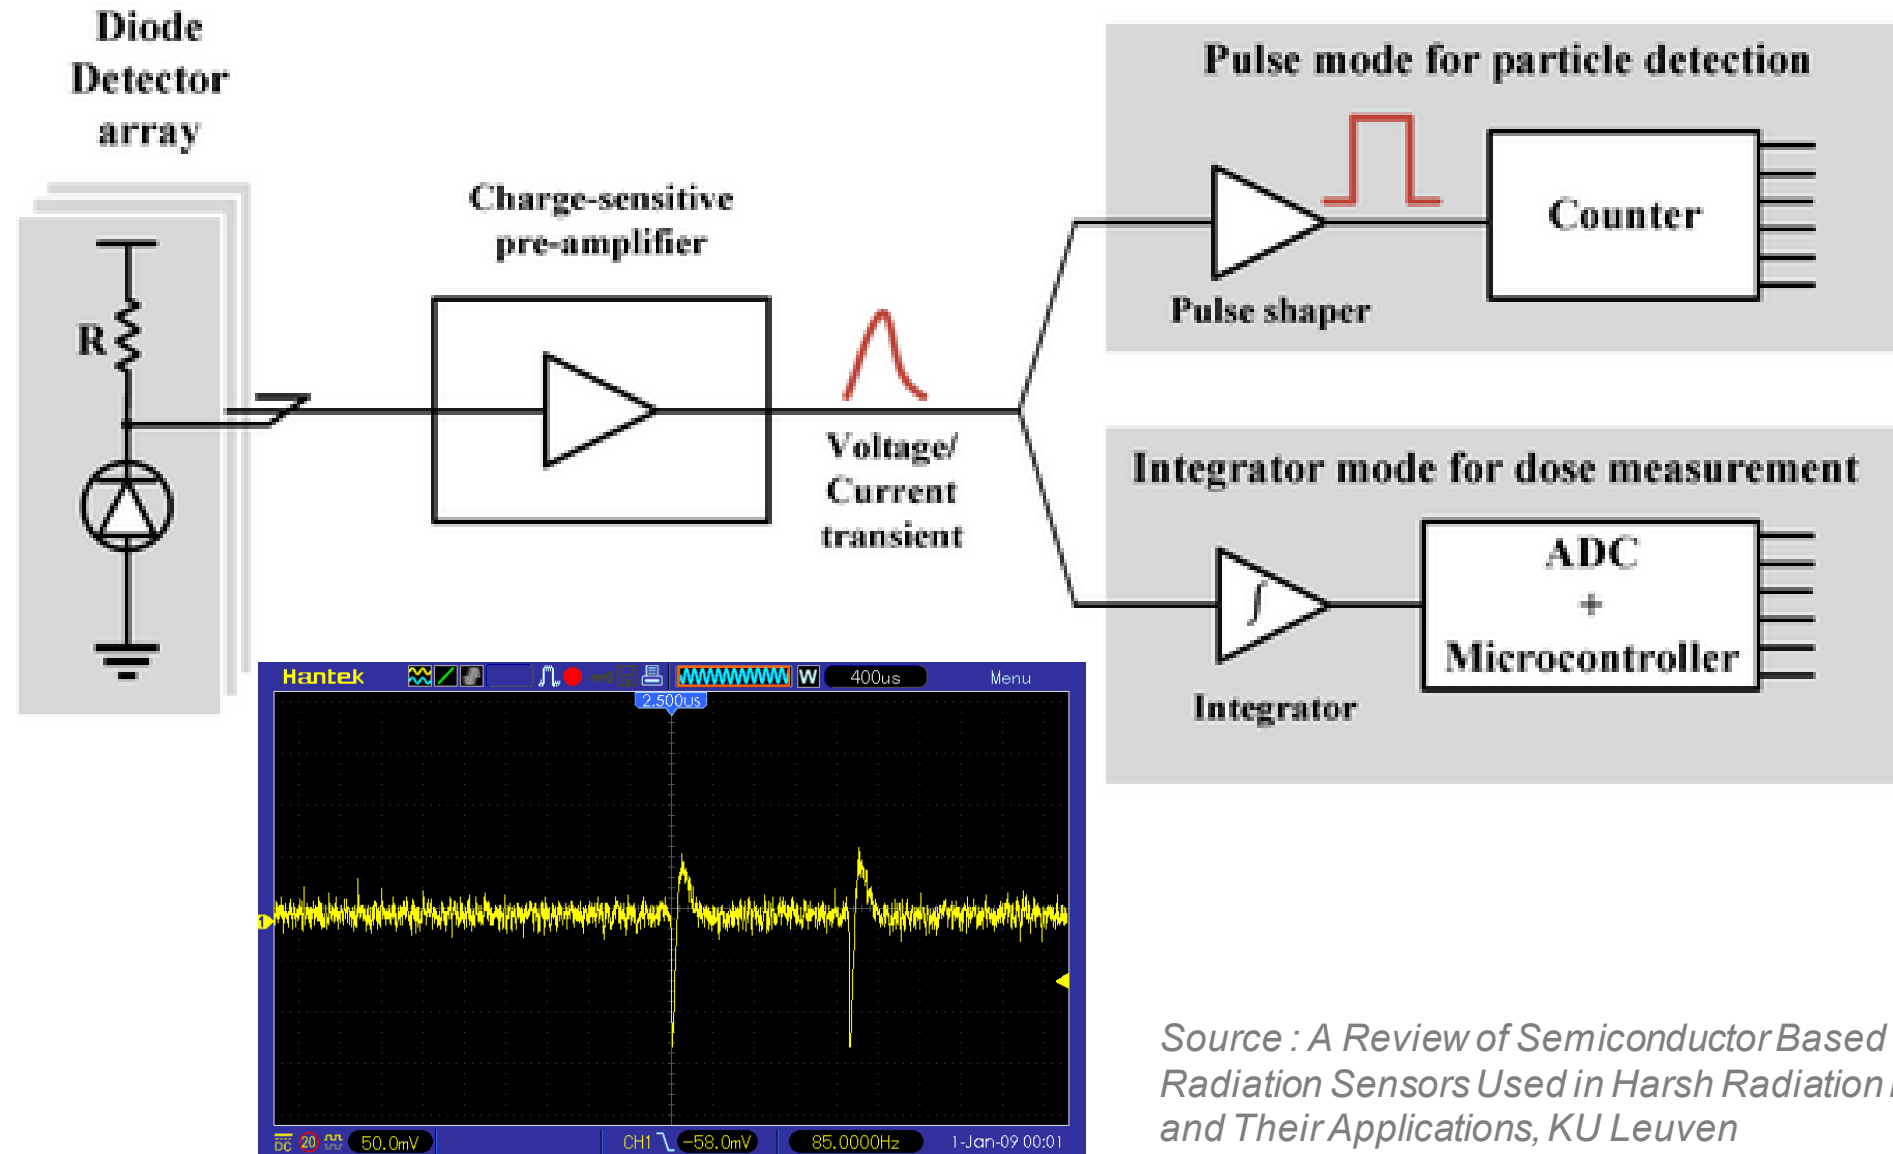 Diode
Detector
array
R
Charge-sensitive
pre-amplifier
Voltage/
Current
transient
Pulse mode for particle detection
Pulse shaper
Counter
Integrator mode for dose measurement
∫
Integrator
ADC
+
Microcontroller
Hantek
W
400us
Menu
2.500us
1
DC
20
50.0mV
CH1
-58.0mV
85.0000Hz
1-Jan-09 00:01
Source : A Review of Semiconductor Based
Radiation Sensors Used in Harsh Radiation
and Their Applications, KU Leuven